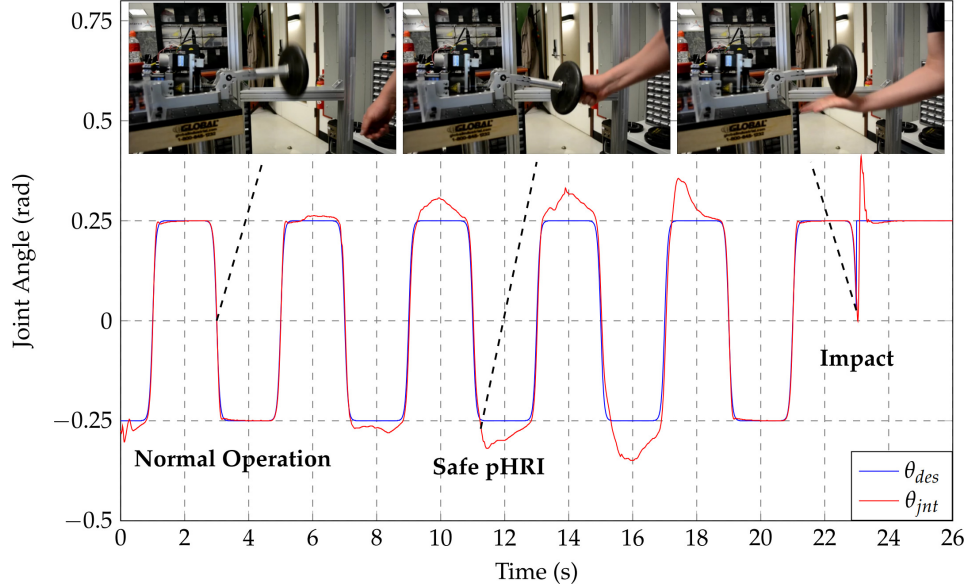 0.75
0.5
0.25
0
−0.25
−0.5
Joint Angle (rad)
GLOBAL
GLOBAL
GLOBAL
Normal Operation
Safe pHRI
Impact
θdes
θjnt
0 2 4 6 8 10 12 14 16 18 20 22 24 26
Time (s)